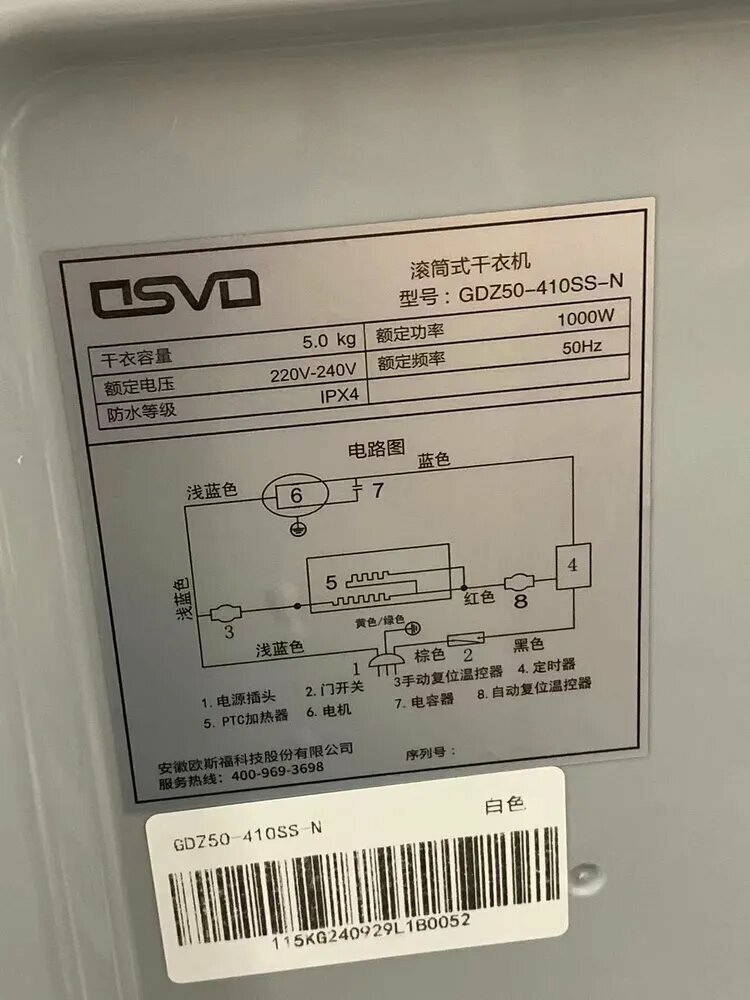 OSVO
滚筒式干衣机
型号：GDZ50-410SS-N
干衣容量 5.0 kg 额定功率 1000W
额定电压 220V-240V 额定频率 50Hz
防水等级 IPX4
电路图
浅蓝色 6 7 蓝色
浅蓝色 3 5 红色 8 4
黄色/绿色
浅蓝色 1 棕色 2 黑色
1. 电源插头 2. 门开关 3手动复位温控器 4. 定时器
5. PTC加热器 6. 电机 7. 电容器 8. 自动复位温控器
安徽欧斯福科技股份有限公司 序列号：
服务热线：400-969-3698
GDZ50-410SS-N 白色
115KG240929L1B0052